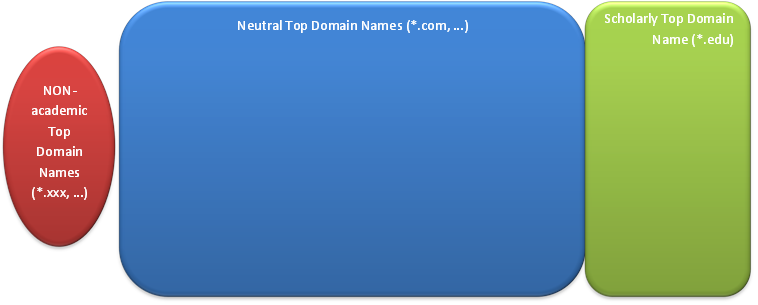 NON-
academic
Top
Domain
Names
(*.xxx, ...)
Neutral Top Domain Names (*.com, ...)
Scholarly Top Domain
Name (*.edu)